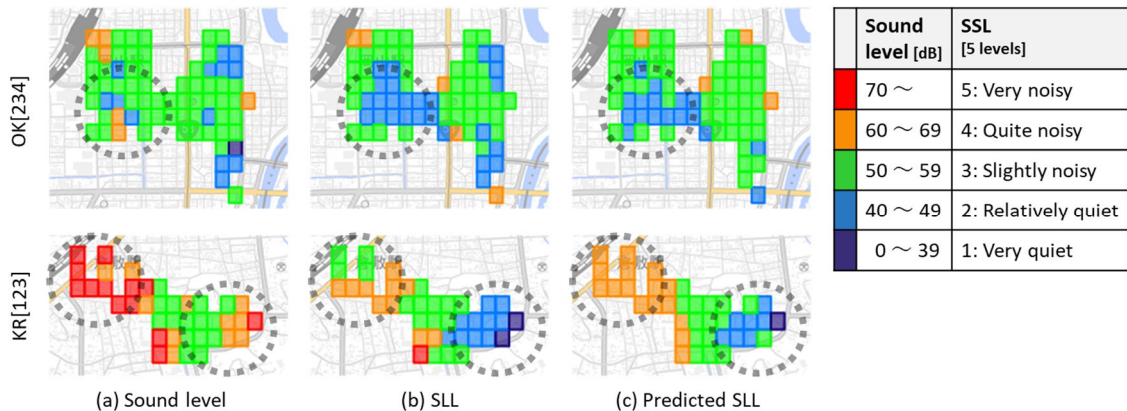 OK[234]
KR[123]
(a) Sound level
(b) SLL
(c) Predicted SLL
Sound level [dB]
SSL [5 levels]
70 ～
5: Very noisy
60 ～ 69
4: Quite noisy
50 ～ 59
3: Slightly noisy
40 ～ 49
2: Relatively quiet
0 ～ 39
1: Very quiet